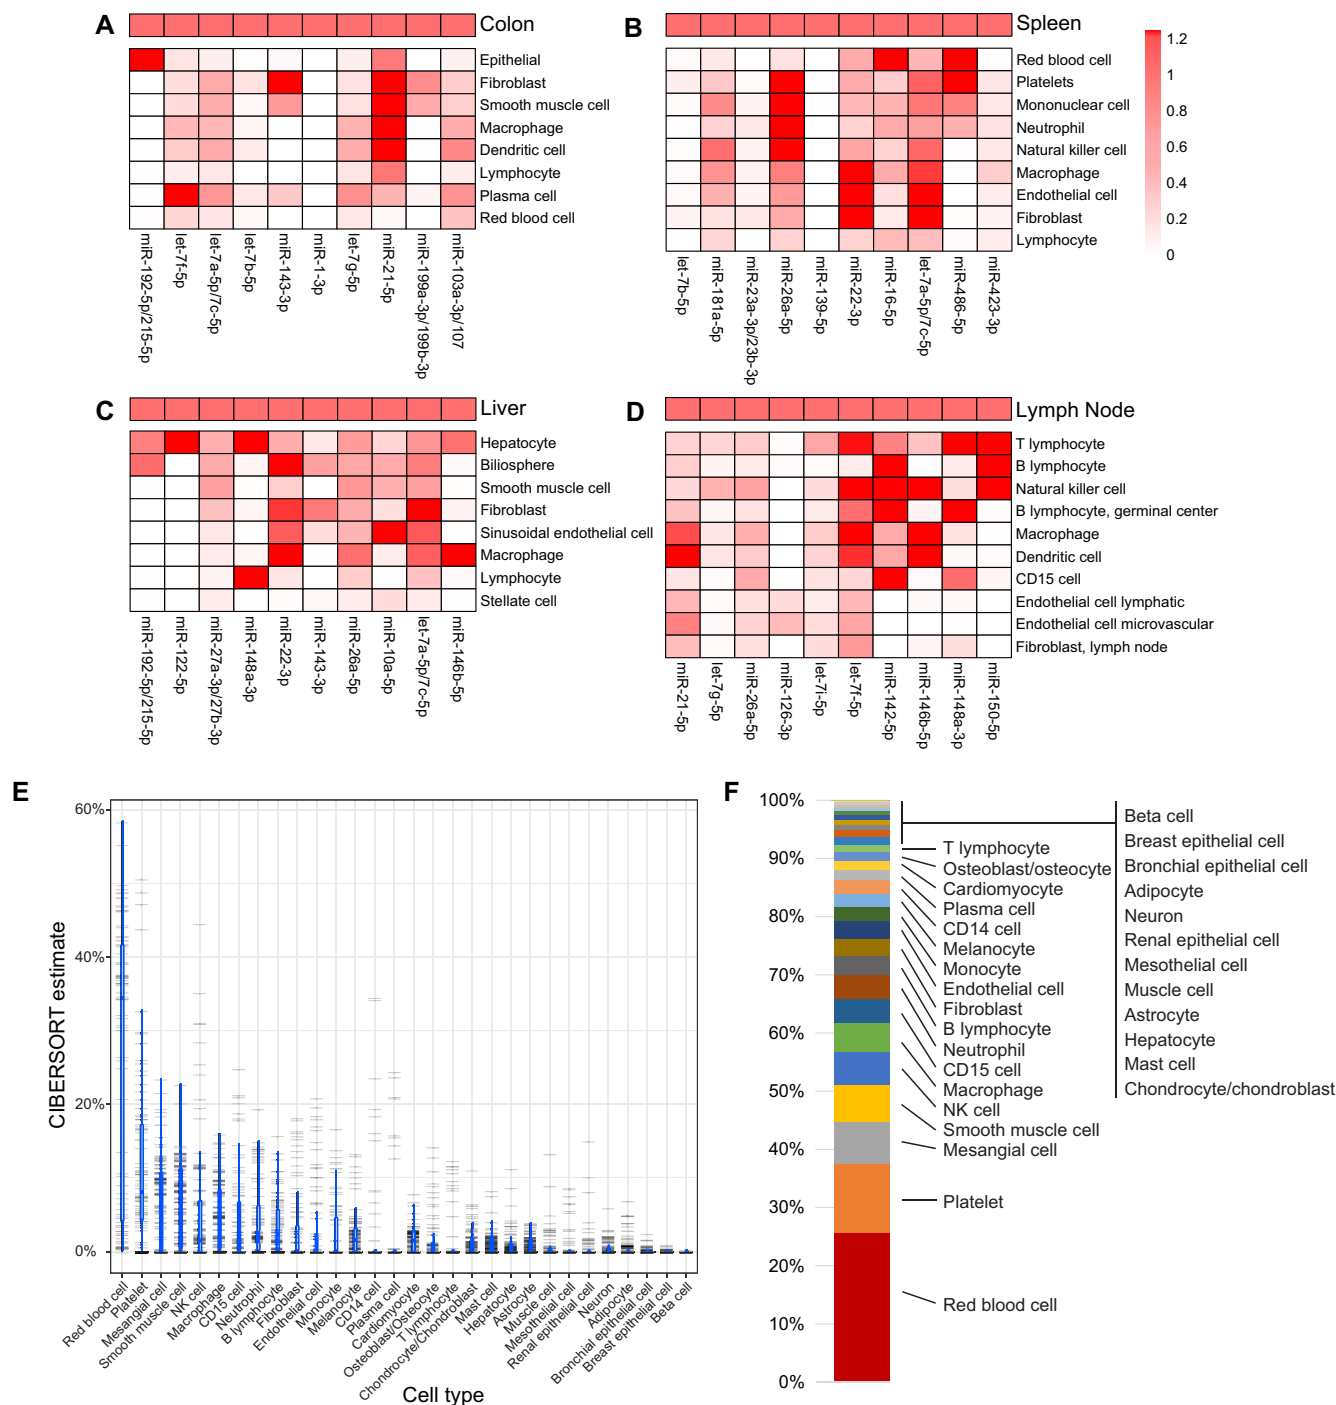 A
Colon
Epithelial
Fibroblast
Smooth muscle cell
Macrophage
Dendritic cell
Lymphocyte
Plasma cell
Red blood cell
miR-192-5p/215-5p
let-7f-5p
let-7a-5p/7c-5p
let-7b-5p
miR-143-3p
miR-1-3p
let-7g-5p
miR-21-5p
miR-199a-3p/199b-3p
miR-103a-3p/107
B
Spleen
Red blood cell
Platelets
Mononuclear cell
Neutrophil
Natural killer cell
Macrophage
Endothelial cell
Fibroblast
Lymphocyte
let-7b-5p
miR-181a-5p
miR-23a-3p/23b-3p
miR-26a-5p
miR-139-5p
miR-22-3p
miR-16-5p
let-7a-5p/7c-5p
miR-486-5p
miR-423-3p
1.2
1
0.8
0.6
0.4
0.2
0
C
Liver
Hepatocyte
Biliosphere
Smooth muscle cell
Fibroblast
Sinusoidal endothelial cell
Macrophage
Lymphocyte
Stellate cell
miR-192-5p/215-5p
miR-122-5p
miR-27a-3p/27b-3p
miR-148a-3p
miR-22-3p
miR-143-3p
miR-26a-5p
miR-10a-5p
let-7a-5p/7c-5p
miR-146b-5p
D
Lymph Node
T lymphocyte
B lymphocyte
Natural killer cell
B lymphocyte, germinal center
Macrophage
Dendritic cell
CD15 cell
Endothelial cell lymphatic
Endothelial cell microvascular
Fibroblast, lymph node
miR-21-5p
let-7g-5p
miR-26a-5p
miR-126-3p
let-7i-5p
let-7f-5p
miR-142-5p
miR-146b-5p
miR-148a-3p
miR-150-5p
E
60%
40%
20%
0%
CIBERSORT estimate
Red blood cell
Platelet
Mesangial cell
Smooth muscle cell
NK cell
Macrophage
CD15 cell
Neutrophil
B lymphocyte
Fibroblast
Endothelial cell
Monocyte
Melanocyte
CD14 cell
Plasma cell
Cardiomyocyte
Osteoblast/Osteocyte
T lymphocyte
Chondrocyte/Chondroblast
Mast cell
Hepatocyte
Astrocyte
Muscle cell
Mesothelial cell
Renal epithelial cell
Neuron
Adipocyte
Bronchial epithelial cell
Breast epithelial cell
Beta cell
Cell type
F
100%
90%
80%
70%
60%
50%
40%
30%
20%
10%
0%
T lymphocyte
Osteoblast/osteocyte
Cardiomyocyte
Plasma cell
CD14 cell
Melanocyte
Monocyte
Endothelial cell
Fibroblast
B lymphocyte
Neutrophil
CD15 cell
Macrophage
NK cell
Smooth muscle cell
Mesangial cell
Platelet
Red blood cell
Beta cell
Breast epithelial cell
Bronchial epithelial cell
Adipocyte
Neuron
Renal epithelial cell
Mesothelial cell
Muscle cell
Astrocyte
Hepatocyte
Mast cell
Chondrocyte/chondroblast